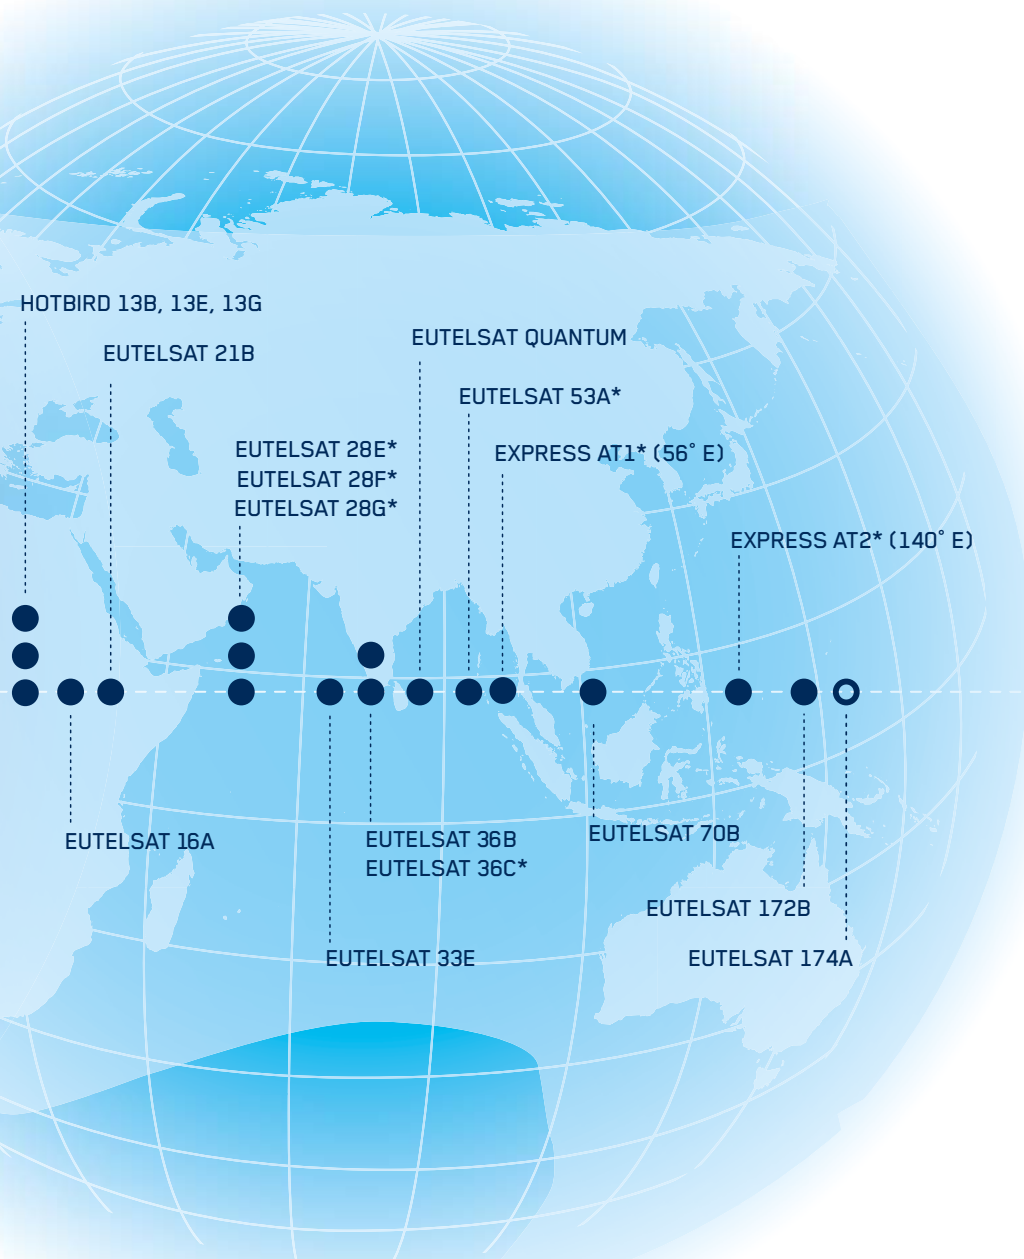 HOTBIRD 13B, 13E, 13G
EUTELSAT QUANTUM
EUTELSAT 21B
EUTELSAT 53A*
EUTELSAT 28E*
EUTELSAT 28F*
EUTELSAT 28G*
EXPRESS AT1* (56° E)
EXPRESS AT2* (140° E)
EUTELSAT 16A
EUTELSAT 36B
EUTELSAT 36C*
EUTELSAT 70B
EUTELSAT 172B
EUTELSAT 33E
EUTELSAT 174A